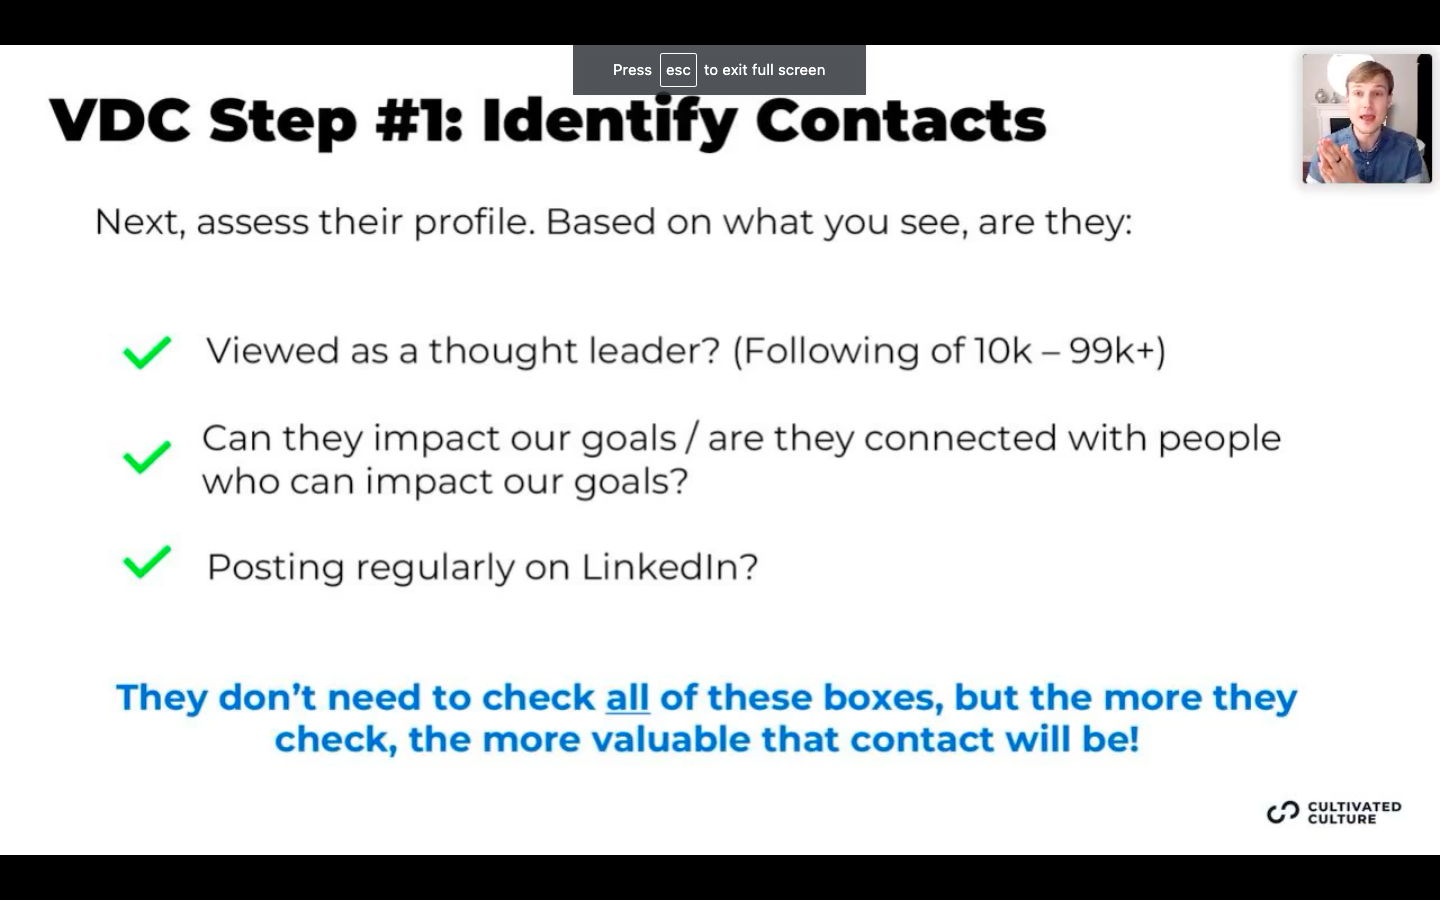 Press esc to exit full screen
VDC Step #1: Identify Contacts
Next, assess their profile. Based on what you see, are they:
Viewed as a thought leader? (Following of 10k – 99k+)
Can they impact our goals / are they connected with people
who can impact our goals?
Posting regularly on LinkedIn?
They don’t need to check all of these boxes, but the more they
check, the more valuable that contact will be!
CULTIVATED
CULTURE